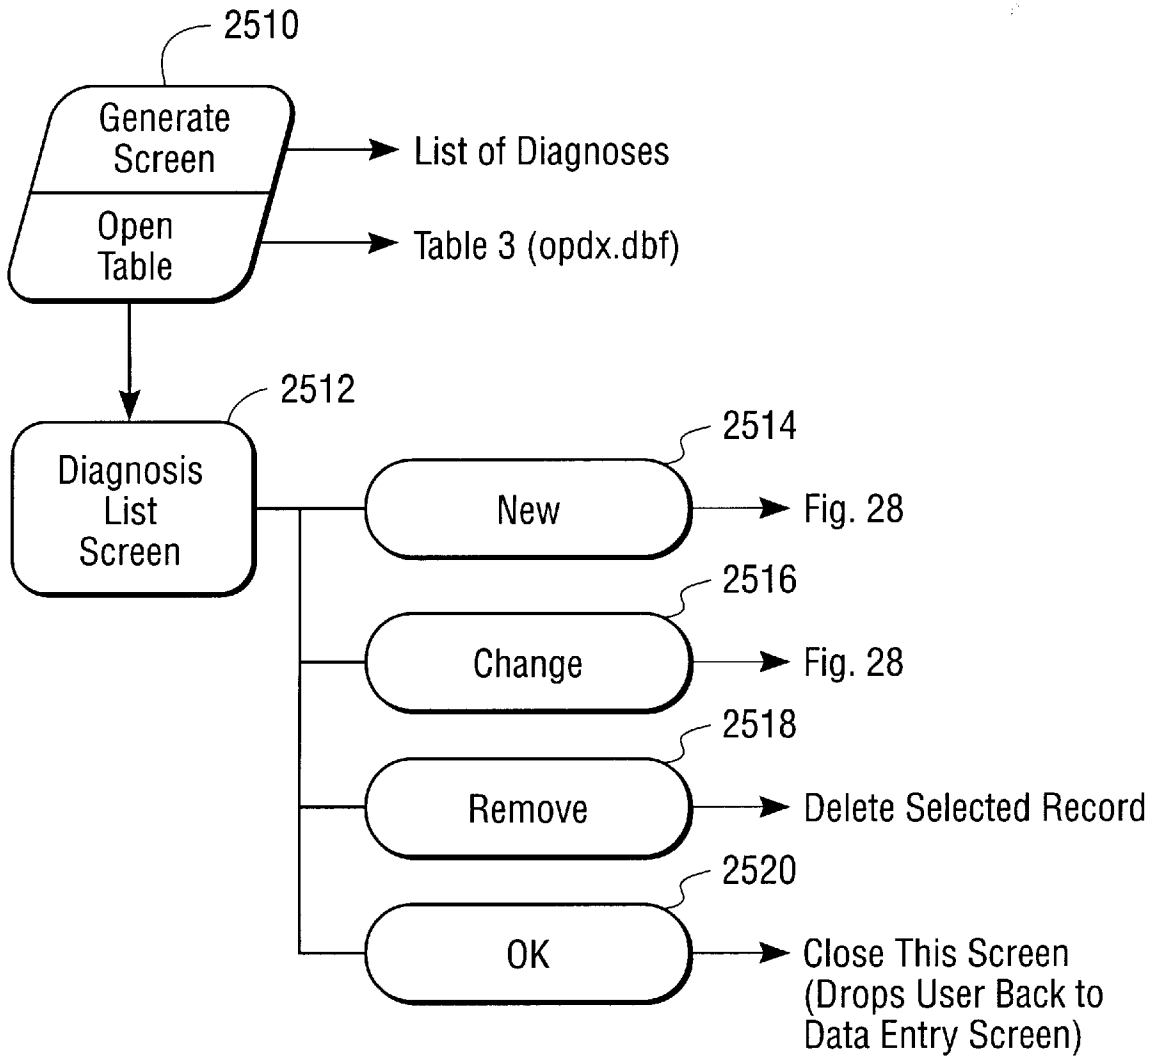 2510
Generate
Screen
List of Diagnoses
Open
Table
Table 3 (opdx.dbf)
2512
Diagnosis
List
Screen
2514
New
Fig. 28
2516
Change
Fig. 28
2518
Remove
Delete Selected Record
2520
OK
Close This Screen
(Drops User Back to
Data Entry Screen)